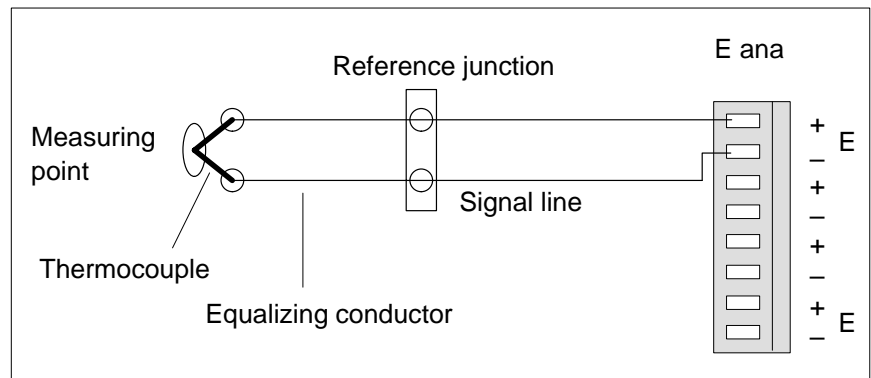 E ana
Reference junction
Measuring
point
+
E
–
+
–
Signal line
+
–
Thermocouple
Equalizing conductor
+
E
–